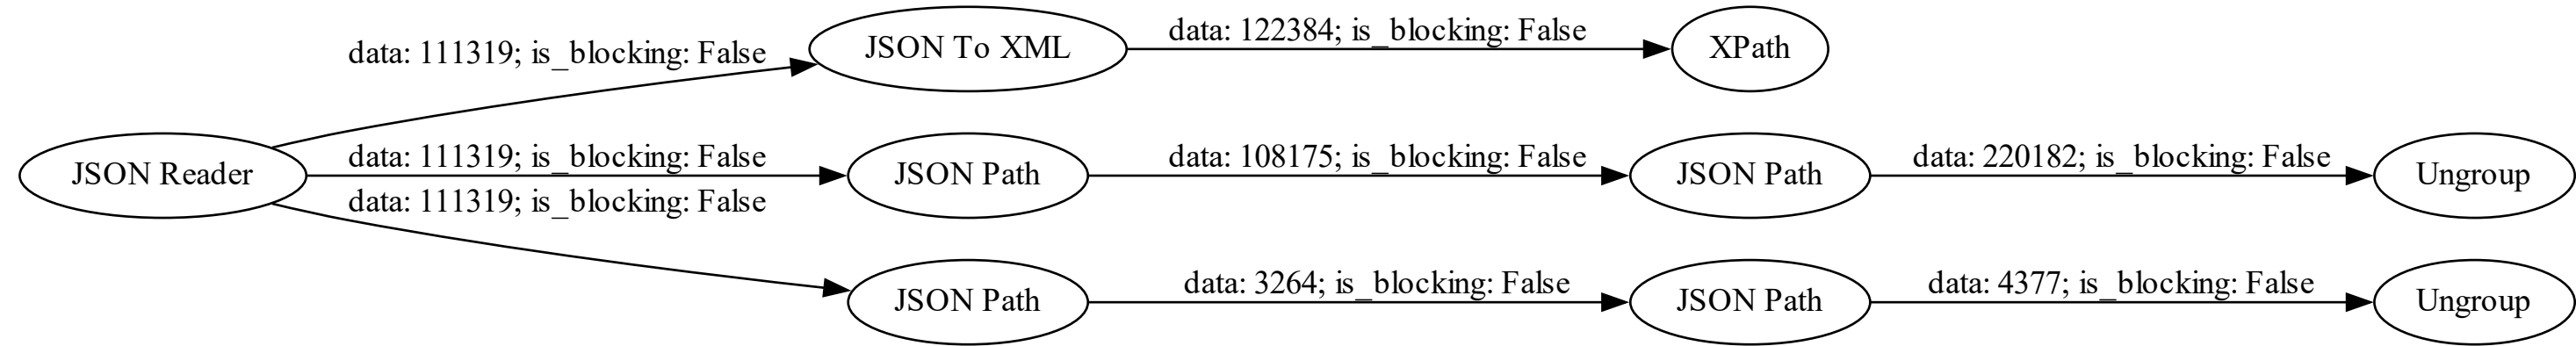 data: 111319; is_blocking: False
JSON To XML
data: 122384; is_blocking: False
XPath
JSON Reader
data: 111319; is_blocking: False
JSON Path
data: 108175; is_blocking: False
JSON Path
data: 220182; is_blocking: False
Ungroup
data: 111319; is_blocking: False
JSON Path
data: 3264; is_blocking: False
JSON Path
data: 4377; is_blocking: False
Ungroup